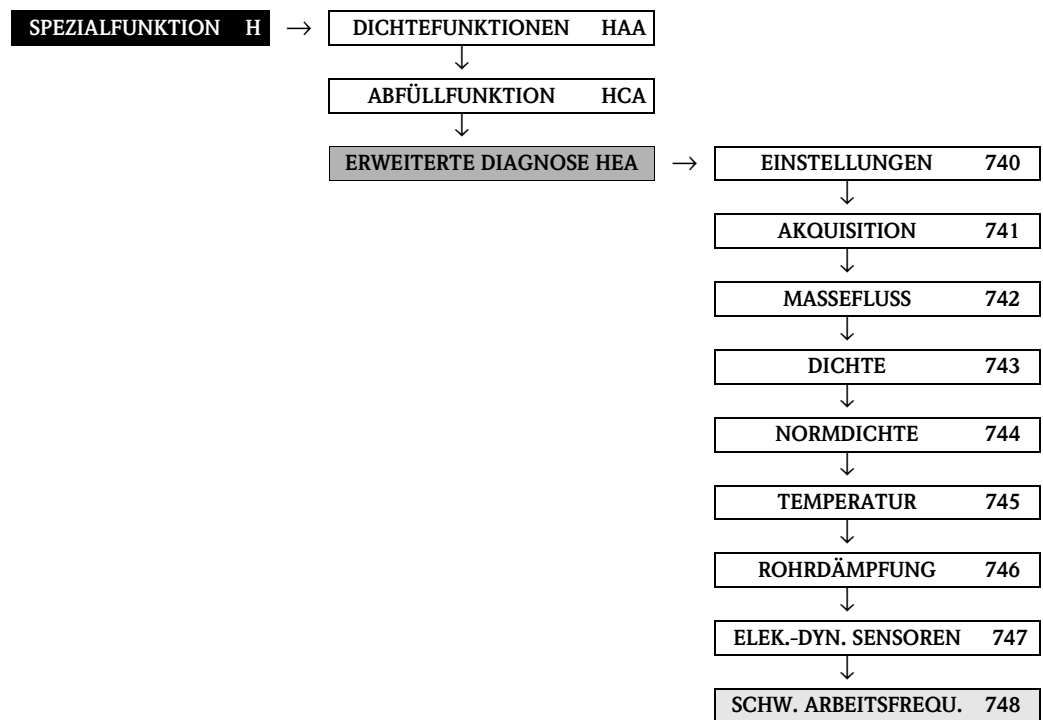 SPEZIALFUNKTION H → DICHTEFUNKTIONEN HAA
↓
ABFÜLLFUNKTION HCA
↓
ERWEITERTE DIAGNOSE HEA → EINSTELLUNGEN 740
↓
AKQUISITION 741
↓
MASSEFLUSS 742
↓
DICHTE 743
↓
NORMDICHTE 744
↓
TEMPERATUR 745
↓
ROHRDÄMPFUNG 746
↓
ELEK.-DYN. SENSOREN 747
↓
SCHW. ARBEITSFREQU. 748